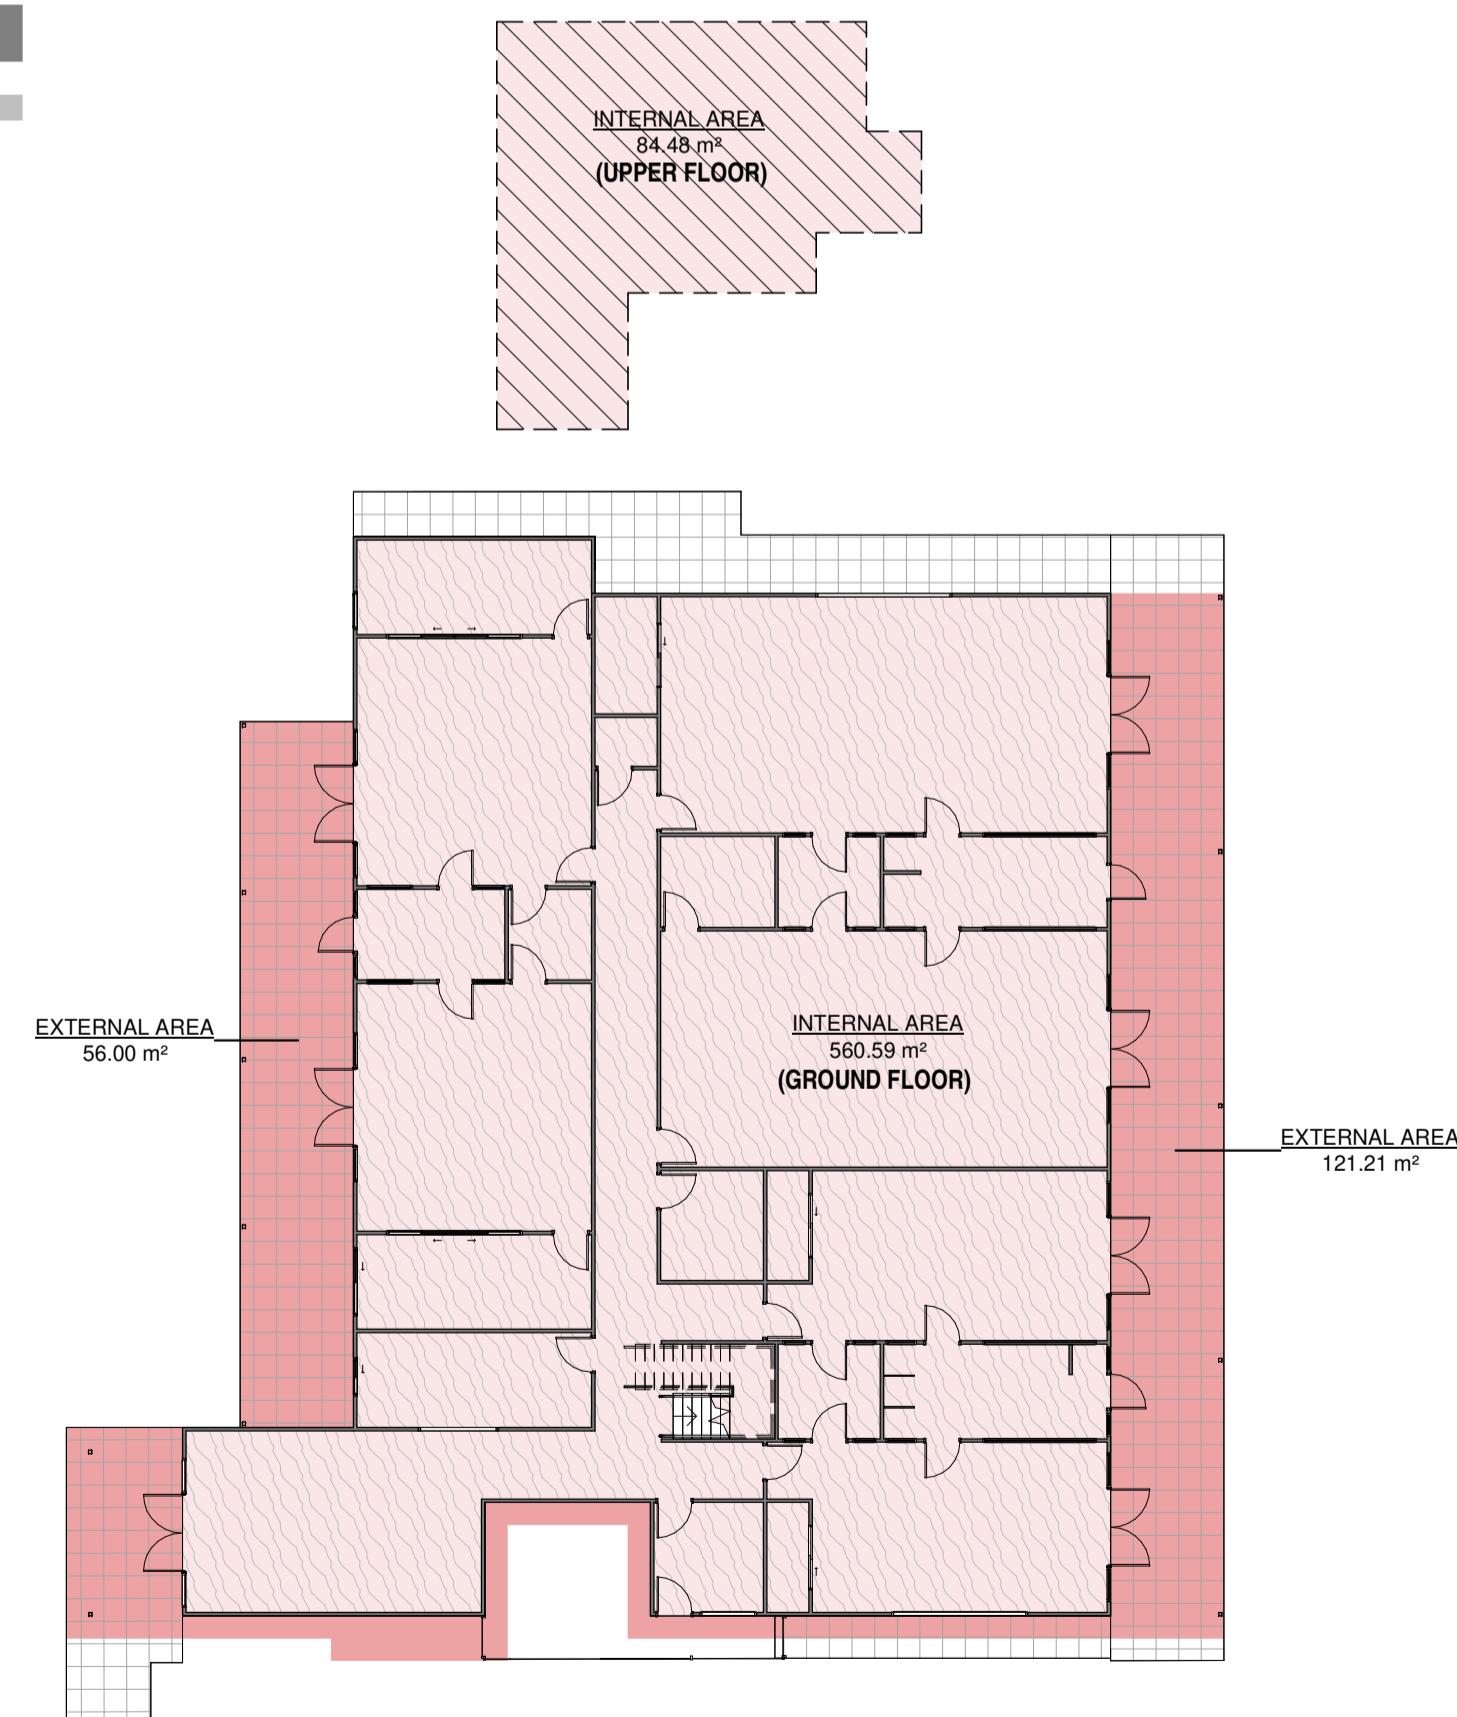 INTERNAL AREA
84.48 m²
(UPPER FLOOR)
INTERNAL AREA
560.59 m²
(GROUND FLOOR)
EXTERNAL AREA
56.00 m²
EXTERNAL AREA
121.21 m²